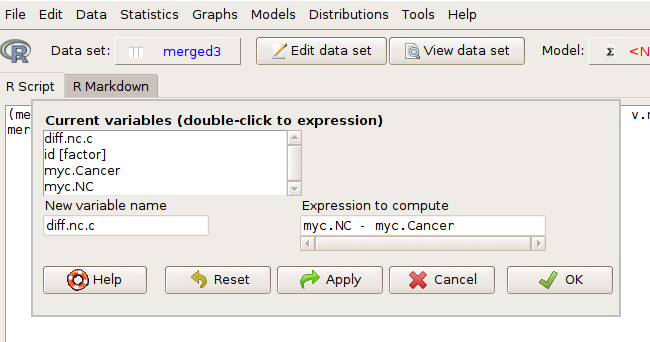 File Edit Data Statistics Graphs Models Distributions Tools Help
R Data set: merged3 Edit data set View data set Model: Σ <N
R Script R Markdown
(me
v.r
mer
Current variables (double-click to expression)
diff.nc.c
id [factor]
myc.Cancer
myc.NC
New variable name Expression to compute
diff.nc.c myc.NC - myc.Cancer
Help Reset Apply Cancel OK